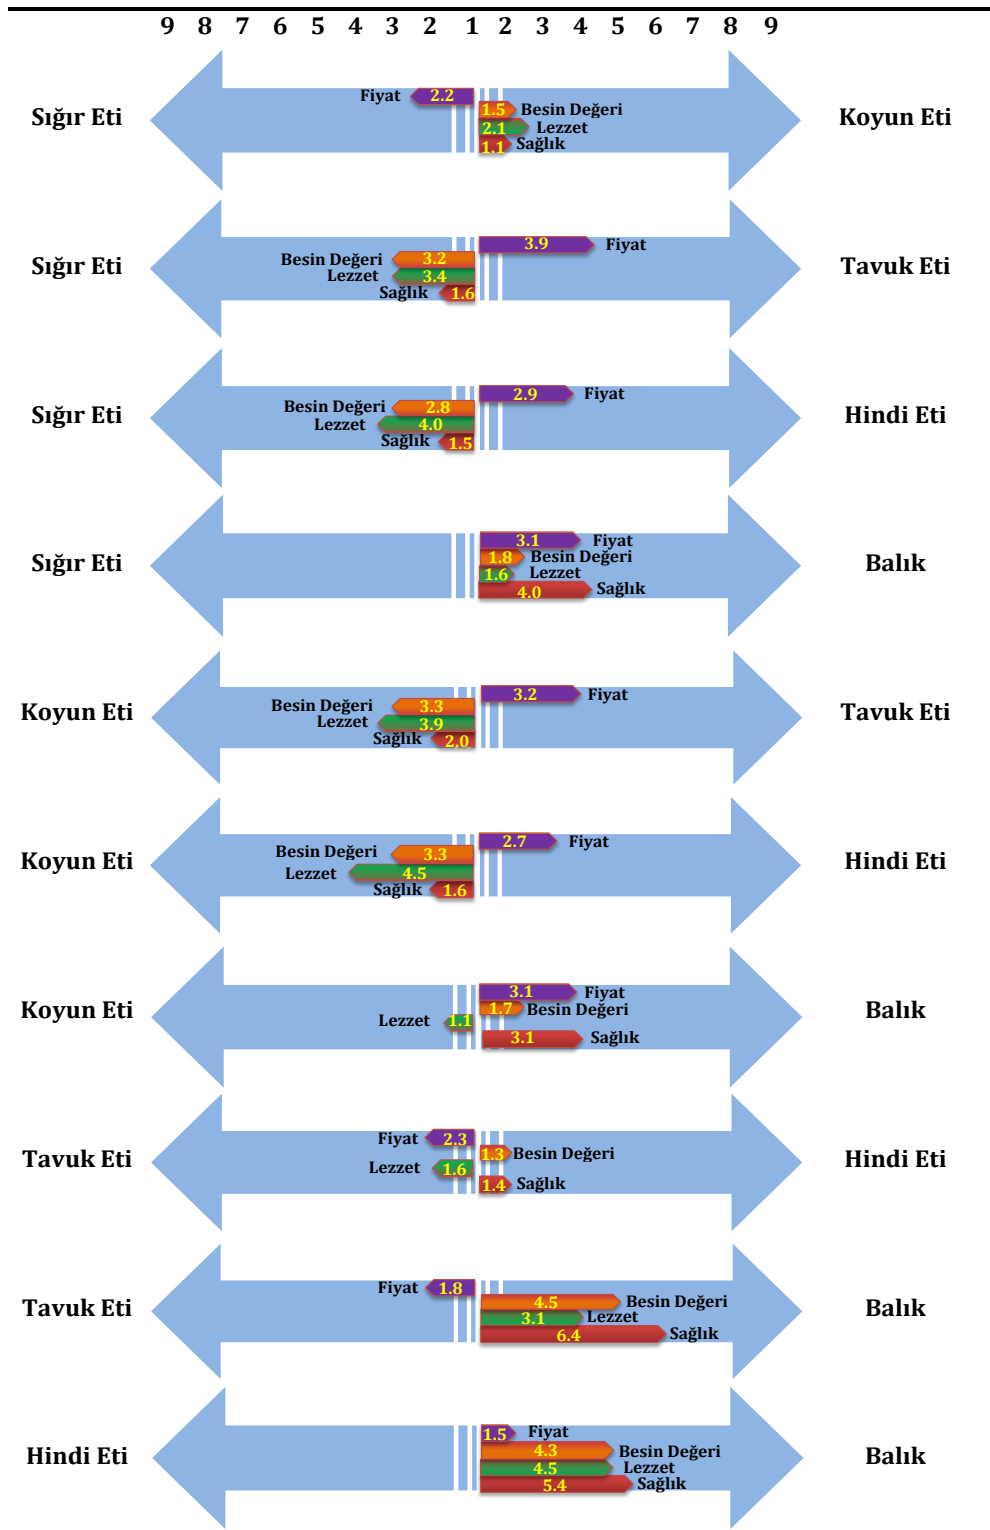 9 8 7 6 5 4 3 2 1 2 3 4 5 6 7 8 9
Fiyat 2.2
Sığır Eti 1.5 Besin Değeri Koyun Eti
2.1 Lezzet
1.1 Sağlık
3.9 Fiyat
Sığır Eti Besin Değeri 3.2 Tavuk Eti
Lezzet 3.4
Sağlık 1.6
2.9 Fiyat
Sığır Eti Besin Değeri 2.8 Hindi Eti
Lezzet 4.0
Sağlık 1.5
3.1 Fiyat
Sığır Eti 1.8 Besin Değeri Balık
1.6 Lezzet
4.0 Sağlık
3.2 Fiyat
Koyun Eti Besin Değeri 3.3 Tavuk Eti
Lezzet 3.9
Sağlık 2.0
2.7 Fiyat
Koyun Eti Besin Değeri 3.3 Hindi Eti
Lezzet 4.5
Sağlık 1.6
3.1 Fiyat
Koyun Eti 1.7 Besin Değeri Balık
Lezzet 1.1
3.1 Sağlık
Fiyat 2.3
Tavuk Eti 1.3 Besin Değeri Hindi Eti
Lezzet 1.6
1.4 Sağlık
Fiyat 1.8
Tavuk Eti 4.5 Besin Değeri Balık
3.1 Lezzet
6.4 Sağlık
1.5 Fiyat
Hindi Eti 4.3 Besin Değeri Balık
4.5 Lezzet
5.4 Sağlık